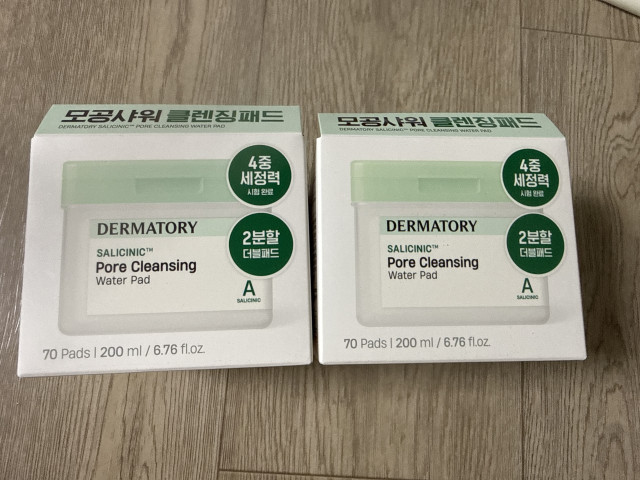 모공샤워 클렌징패드
DERMATORY SALICINIC™ PORE CLEANSING WATER PAD
4중
세정력
시험 완료
2분할
더블패드
DERMATORY
SALICINIC™
Pore Cleansing
Water Pad
A
SALICINIC
70 Pads | 200 ml / 6.76 fl.oz.
모공샤워 클렌징패드
DERMATORY SALICINIC™ PORE CLEANSING WATER PAD
4중
세정력
시험 완료
2분할
더블패드
DERMATORY
SALICINIC™
Pore Cleansing
Water Pad
A
SALICINIC
70 Pads | 200 ml / 6.76 fl.oz.